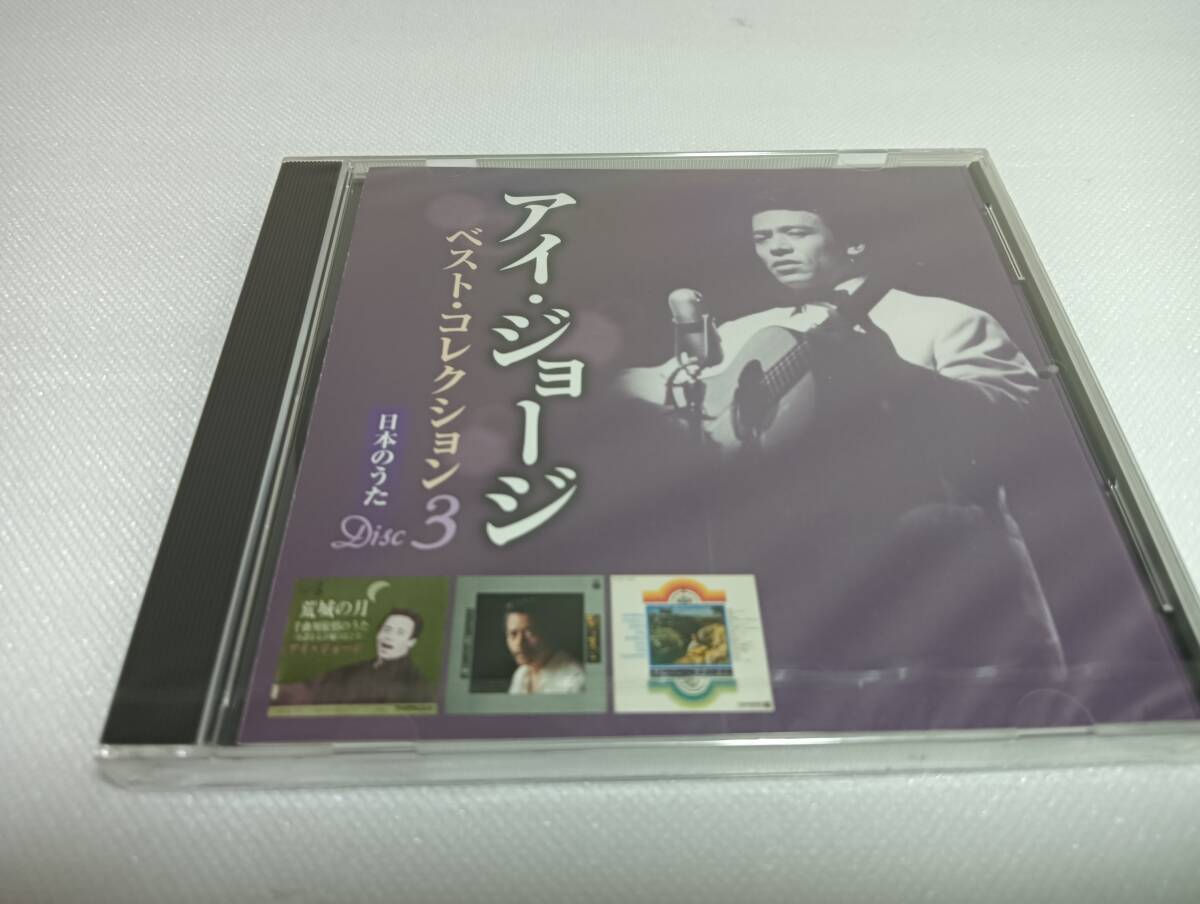 アイ・ジョージ
ベスト・コレクション
日本のうた
Disc 3
荒城の月
アイ・ジョージ